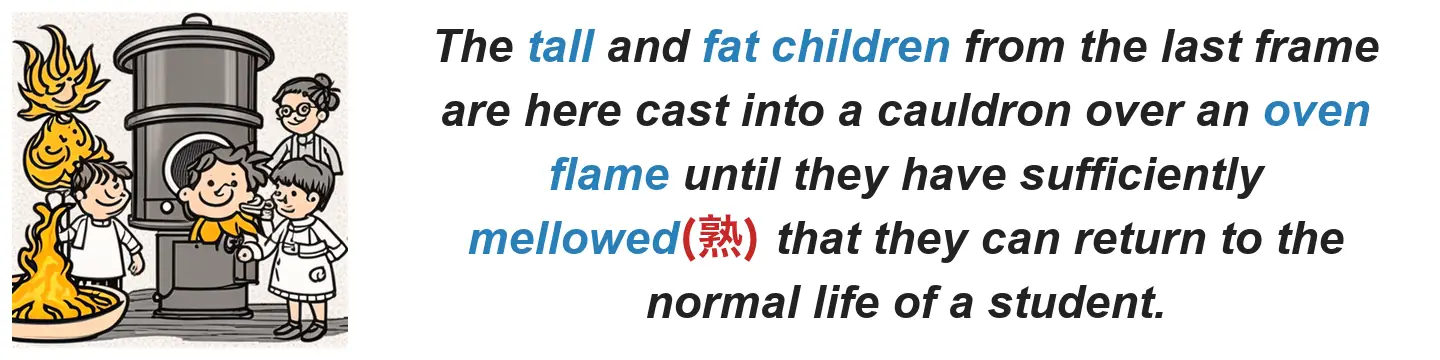 The tall and fat children from the last frame
are here cast into a cauldron over an oven
flame until they have sufficiently
mellowed(熟) that they can return to the
normal life of a student.